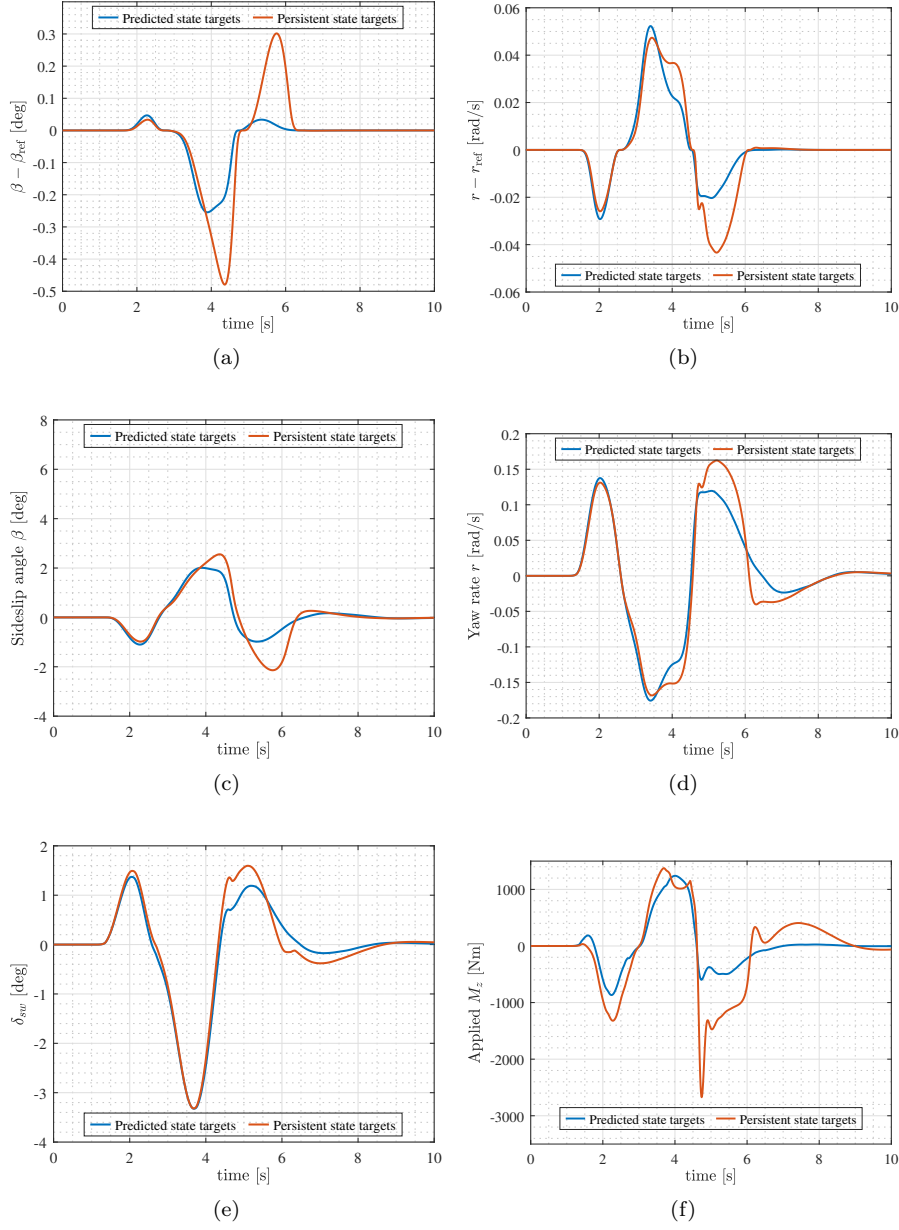 Predicted state targets Persistent state targets
0.3
0.2
0.1
0
-0.1
-0.2
-0.3
-0.4
-0.5
β − β_ref [deg]
0 2 4 6 8 10
time [s]
(a)
0.06
0.04
0.02
0
-0.02
-0.04
-0.06
r − r_ref [rad/s]
Predicted state targets Persistent state targets
0 2 4 6 8 10
time [s]
(b)
8
6
4
2
0
-2
-4
Sideslip angle β [deg]
Predicted state targets Persistent state targets
0 2 4 6 8 10
time [s]
(c)
0.2
0.15
0.1
0.05
0
-0.05
-0.1
-0.15
-0.2
Yaw rate r [rad/s]
Predicted state targets Persistent state targets
0 2 4 6 8 10
time [s]
(d)
2
1
0
-1
-2
-3
-4
δ_sw [deg]
Predicted state targets Persistent state targets
0 2 4 6 8 10
time [s]
(e)
1000
0
-1000
-2000
-3000
Applied M_z [Nm]
Predicted state targets Persistent state targets
0 2 4 6 8 10
time [s]
(f)